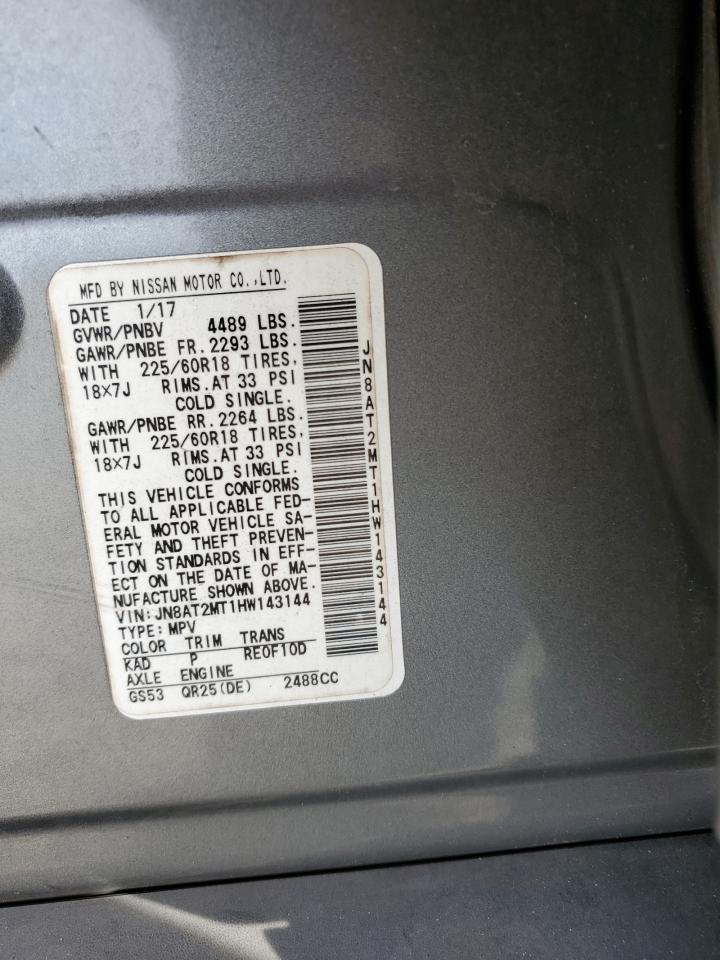 MFD BY NISSAN MOTOR CO.,LTD.
DATE 1/17
GVWR/PNBV 4489 LBS.
GAWR/PNBE FR.2293 LBS.
WITH 225/60R18 TIRES,
18X7J RIMS.AT 33 PSI
COLD SINGLE.
GAWR/PNBE RR.2264 LBS.
WITH 225/60R18 TIRES,
18X7J RIMS.AT 33 PSI
COLD SINGLE.
THIS VEHICLE CONFORMS
TO ALL APPLICABLE FED-
ERAL MOTOR VEHICLE SA-
FETY AND THEFT PREVEN-
TION STANDARDS IN EFF-
ECT ON THE DATE OF MA-
NUFACTURE SHOWN ABOVE.
VIN:JN8AT2MT1HW143144
TYPE:MPV
COLOR TRIM TRANS
KAD P RE0F10D
AXLE ENGINE
GS53 QR25(DE) 2488CC
JN8AT2MT1HW143144